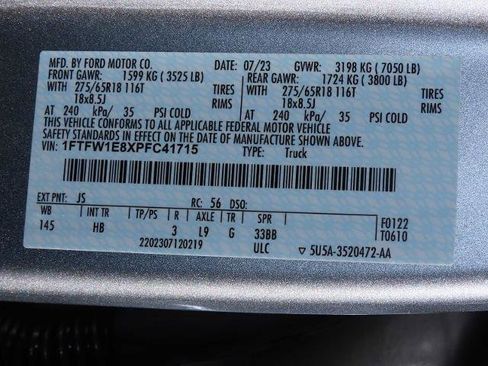 MFD. BY FORD MOTOR CO. DATE: 07/23 GVWR: 3198 KG (7050 LB)
FRONT GAWR: 1599 KG (3525 LB) REAR GAWR: 1724 KG (3800 LB)
WITH 275/65R18 116T TIRES WITH 275/65R18 116T TIRES
18x8.5J RIMS 18x8.5J RIMS
AT 240 kPa/ 35 PSI COLD AT 240 kPa/ 35 PSI COLD
THIS VEHICLE CONFORMS TO ALL APPLICABLE FEDERAL MOTOR VEHICLE
SAFETY STANDARDS IN EFFECT ON THE DATE OF MANUFACTURE SHOWN ABOVE.
VIN: 1FTFW1E8XPFC41715 TYPE: Truck
EXT PNT: JS RC: 56 DSO:
WB INT TR TP/PS R AXLE TR SPR F0122
145 HB 3 L9 G 33BB T0610
2202307120219 ULC ▽ 5U5A-3520472-AA